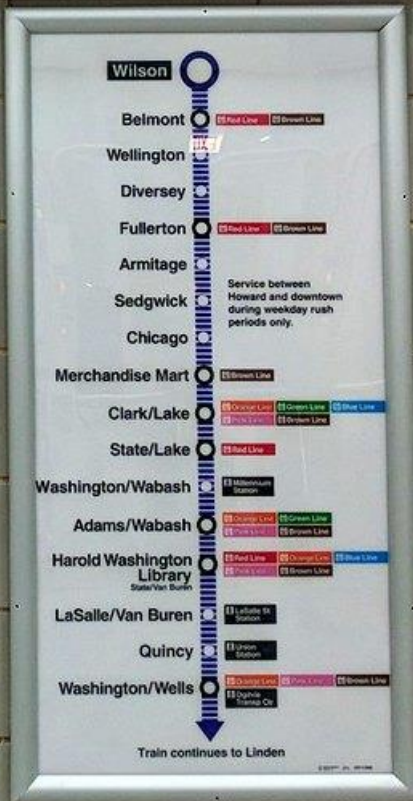 Wilson
Belmont
Red Line
Brown Line
Wellington
Diversey
Fullerton
Red Line
Brown Line
Armitage
Sedgwick
Service between
Howard and downtown
during weekday rush
periods only.
Chicago
Merchandise Mart
Brown Line
Clark/Lake
Orange Line
Green Line
Blue Line
Pink Line
Brown Line
State/Lake
Red Line
Washington/Wabash
Millennium
Station
Adams/Wabash
Orange Line
Green Line
Pink Line
Brown Line
Harold Washington
Library
State/Van Buren
Red Line
Orange Line
Blue Line
Pink Line
Brown Line
LaSalle/Van Buren
LaSalle St
Station
Quincy
Union
Station
Washington/Wells
Orange Line
Pink Line
Brown Line
Ogilvie
Transp Ctr
Train continues to Linden